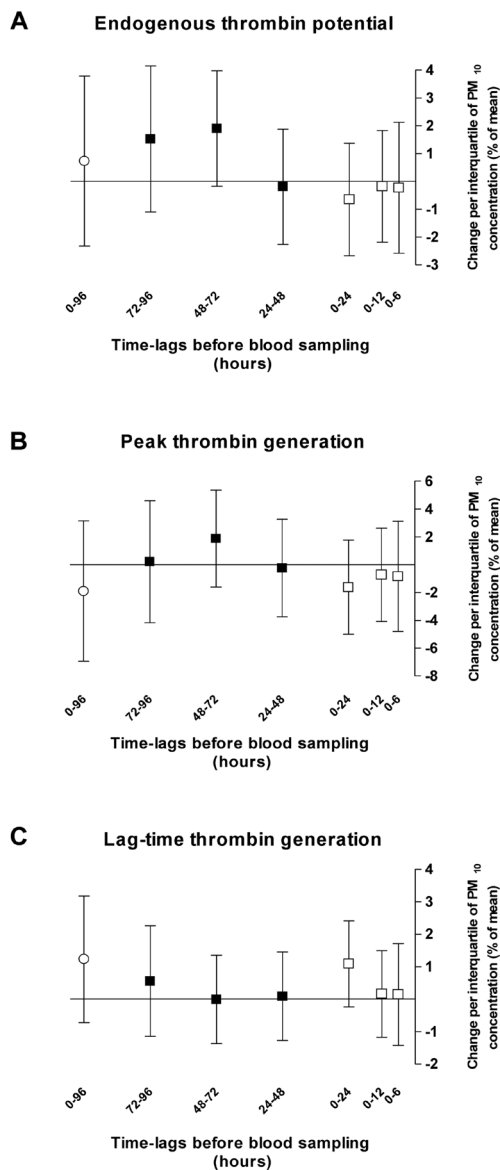 A
Endogenous thrombin potential
4
3
2
1
-1
-2
-3
Change per interquartile of PM 10
concentration (% of mean)
0-96
72-96
48-72
24-48
0-24
0-12
0-6
Time-lags before blood sampling
(hours)
B
Peak thrombin generation
6
4
2
-2
-4
-6
-8
Change per interquartile of PM 10
concentration (% of mean)
0-96
72-96
48-72
24-48
0-24
0-12
0-6
Time-lags before blood sampling
(hours)
C
Lag-time thrombin generation
4
3
2
1
-1
-2
Change per interquartile of PM 10
concentration (% of mean)
0-96
72-96
48-72
24-48
0-24
0-12
0-6
Time-lags before blood sampling
(hours)